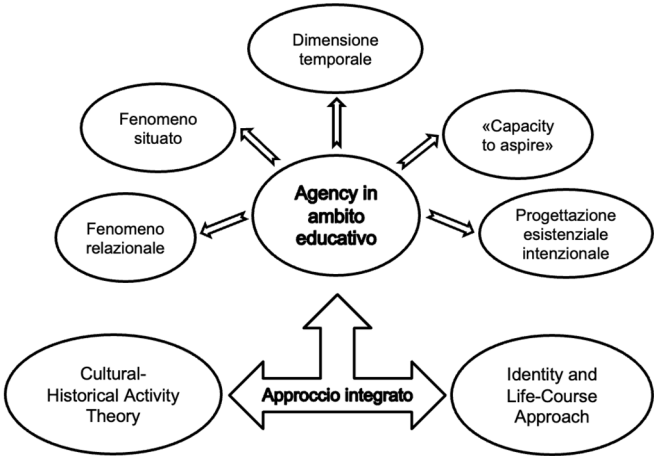 Dimensione
temporale
Fenomeno
situato
«Capacity
to aspire»
Agency in
ambito
educativo
Fenomeno
relazionale
Progettazione
esistenziale
intenzionale
Cultural-
Historical Activity
Theory
Approccio integrato
Identity and
Life-Course
Approach